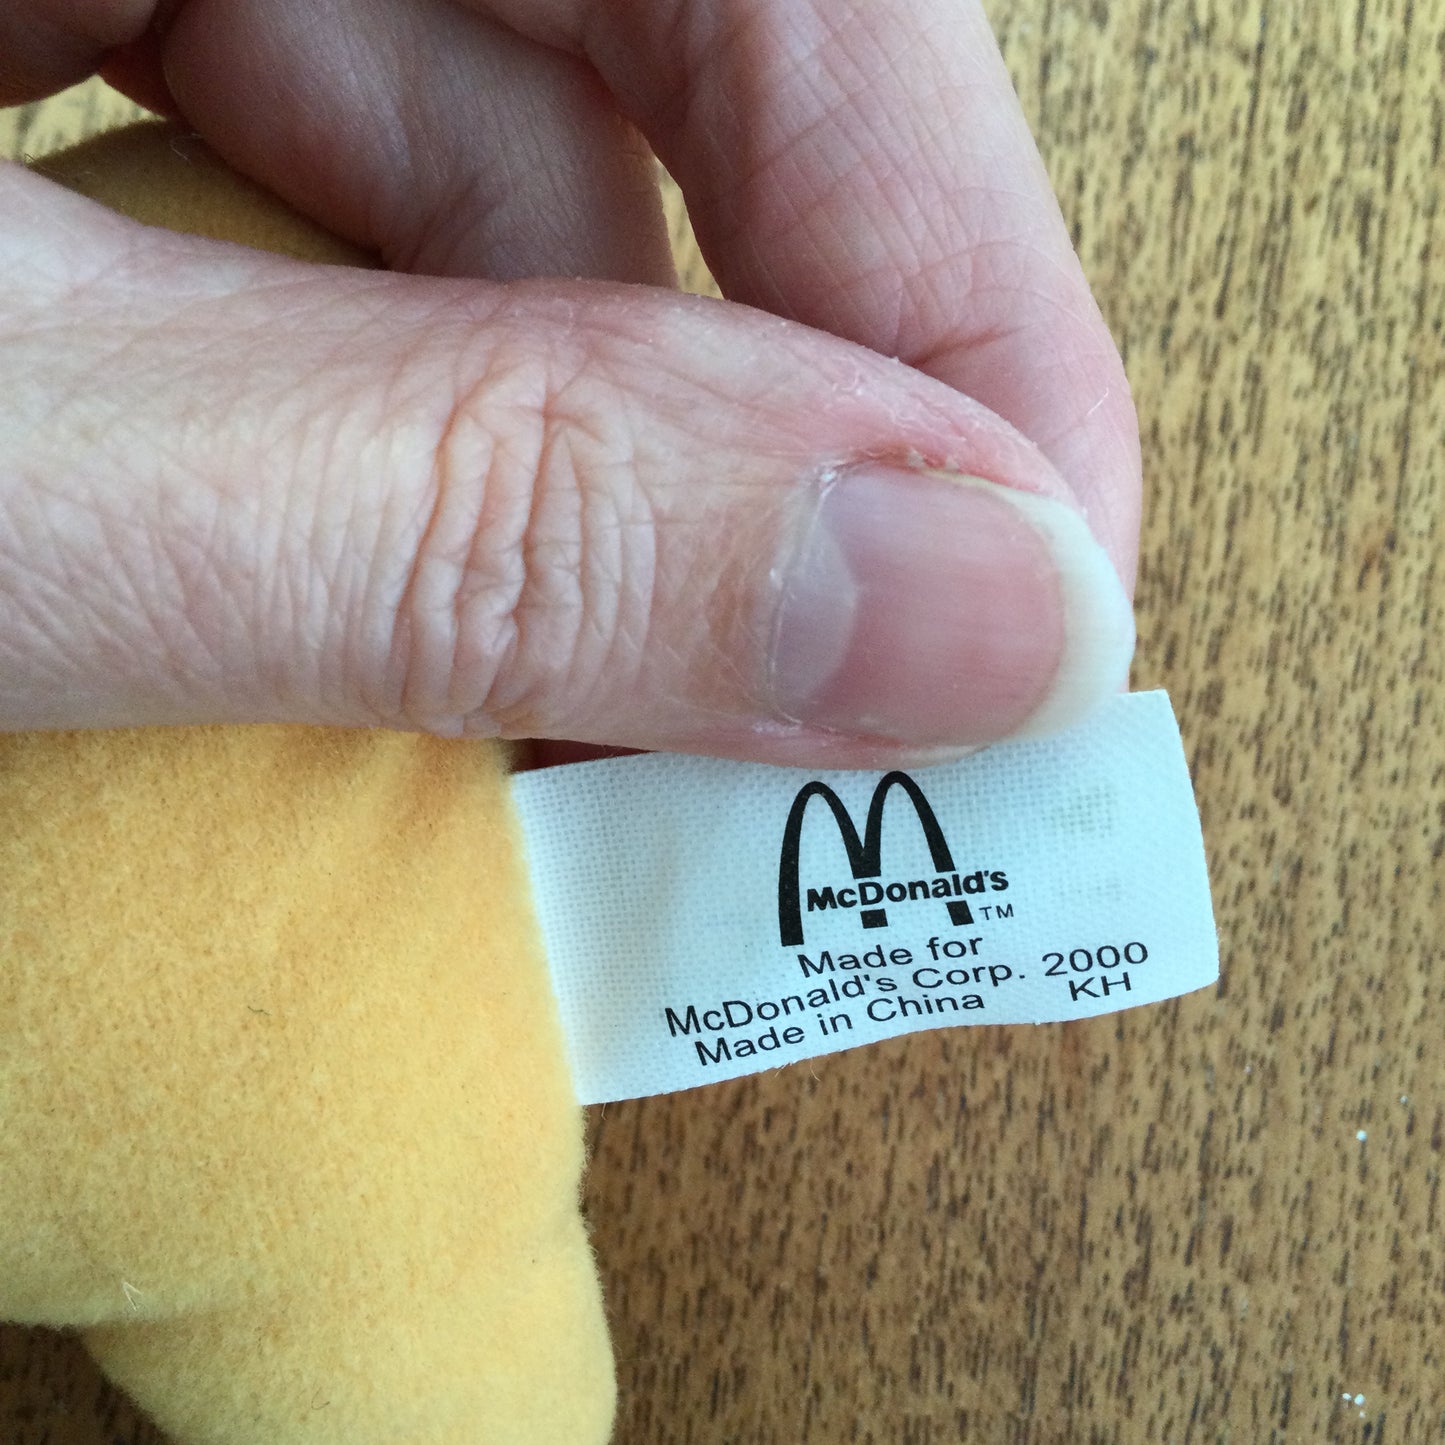 McDonald's
TM
Made for
McDonald's Corp. 2000
Made in China KH